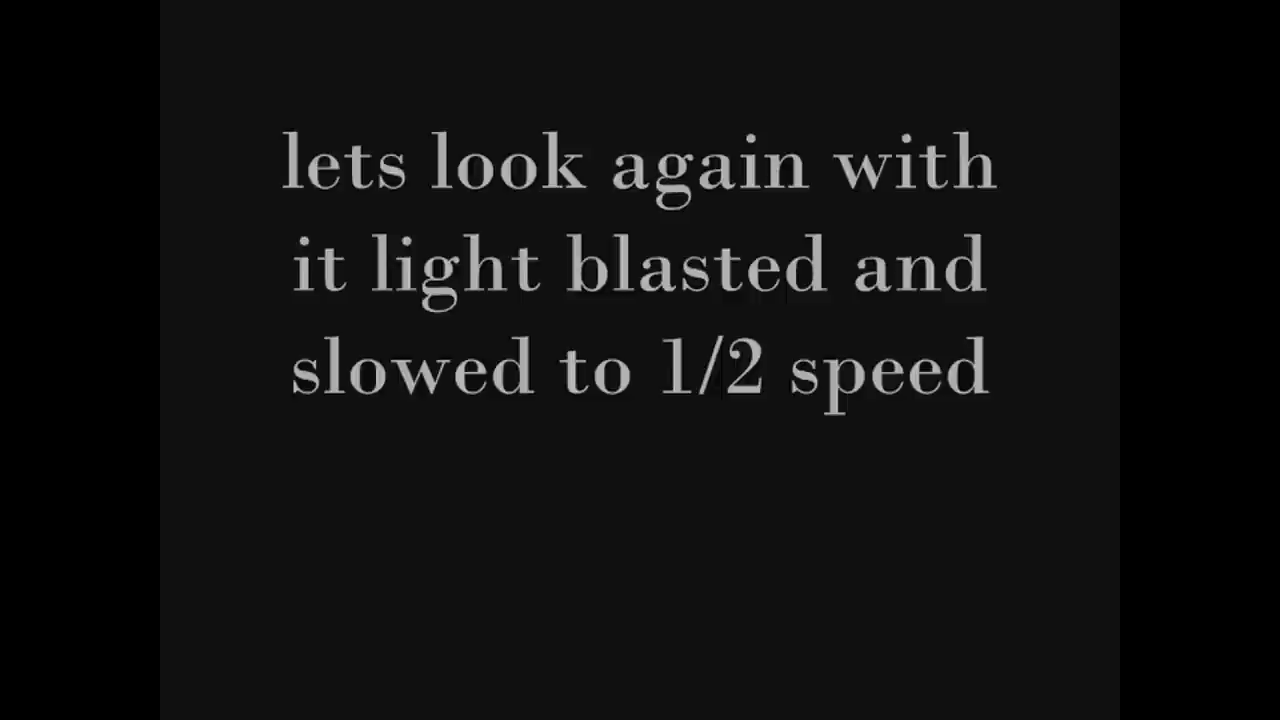 lets look again with
it light blasted and
slowed to 1/2 speed